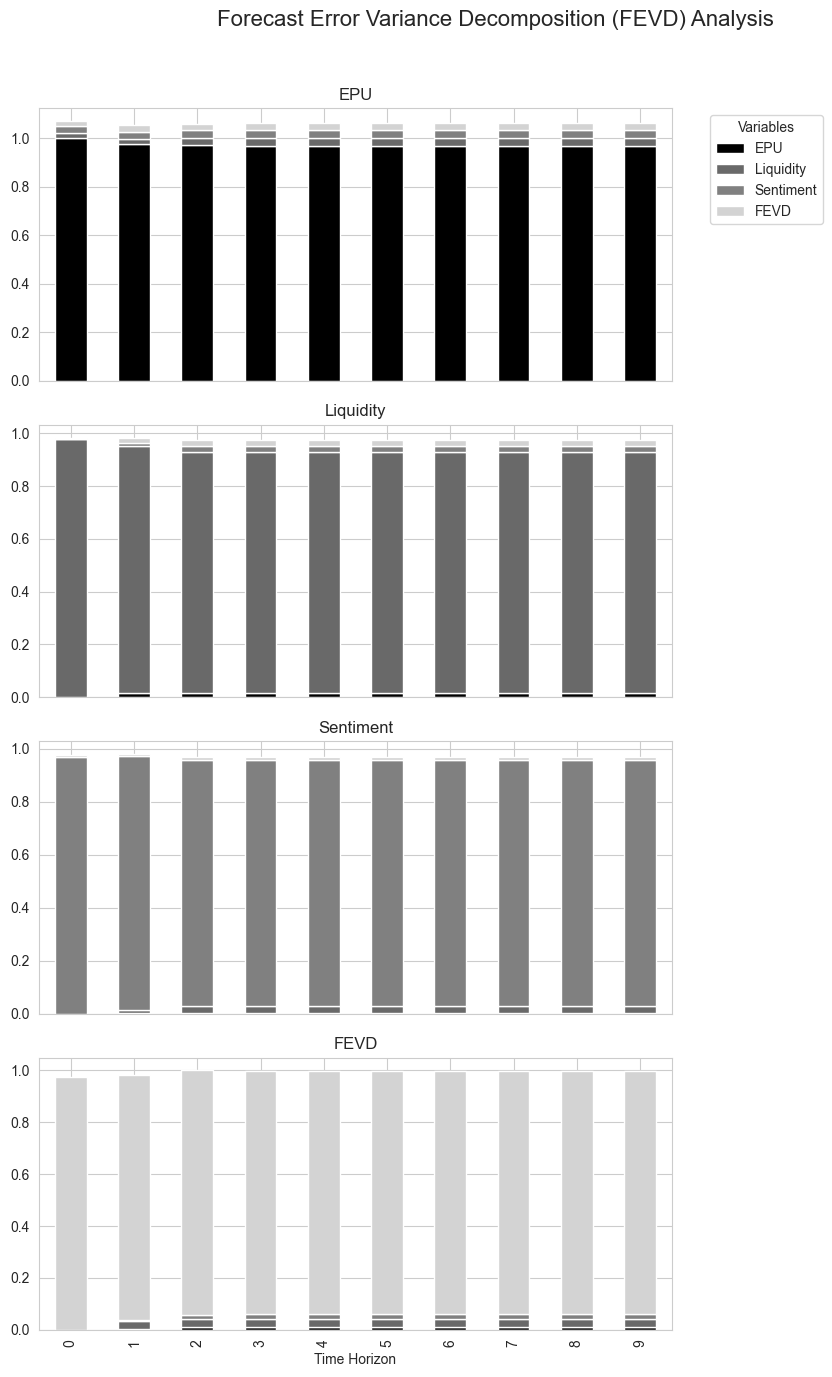 Forecast Error Variance Decomposition (FEVD) Analysis
EPU
1.0
0.8
0.6
0.4
0.2
0.0
Variables
EPU
Liquidity
Sentiment
FEVD
Liquidity
1.0
0.8
0.6
0.4
0.2
0.0
Sentiment
1.0
0.8
0.6
0.4
0.2
0.0
FEVD
1.0
0.8
0.6
0.4
0.2
0.0
0 1 2 3 4 5 6 7 8 9
Time Horizon